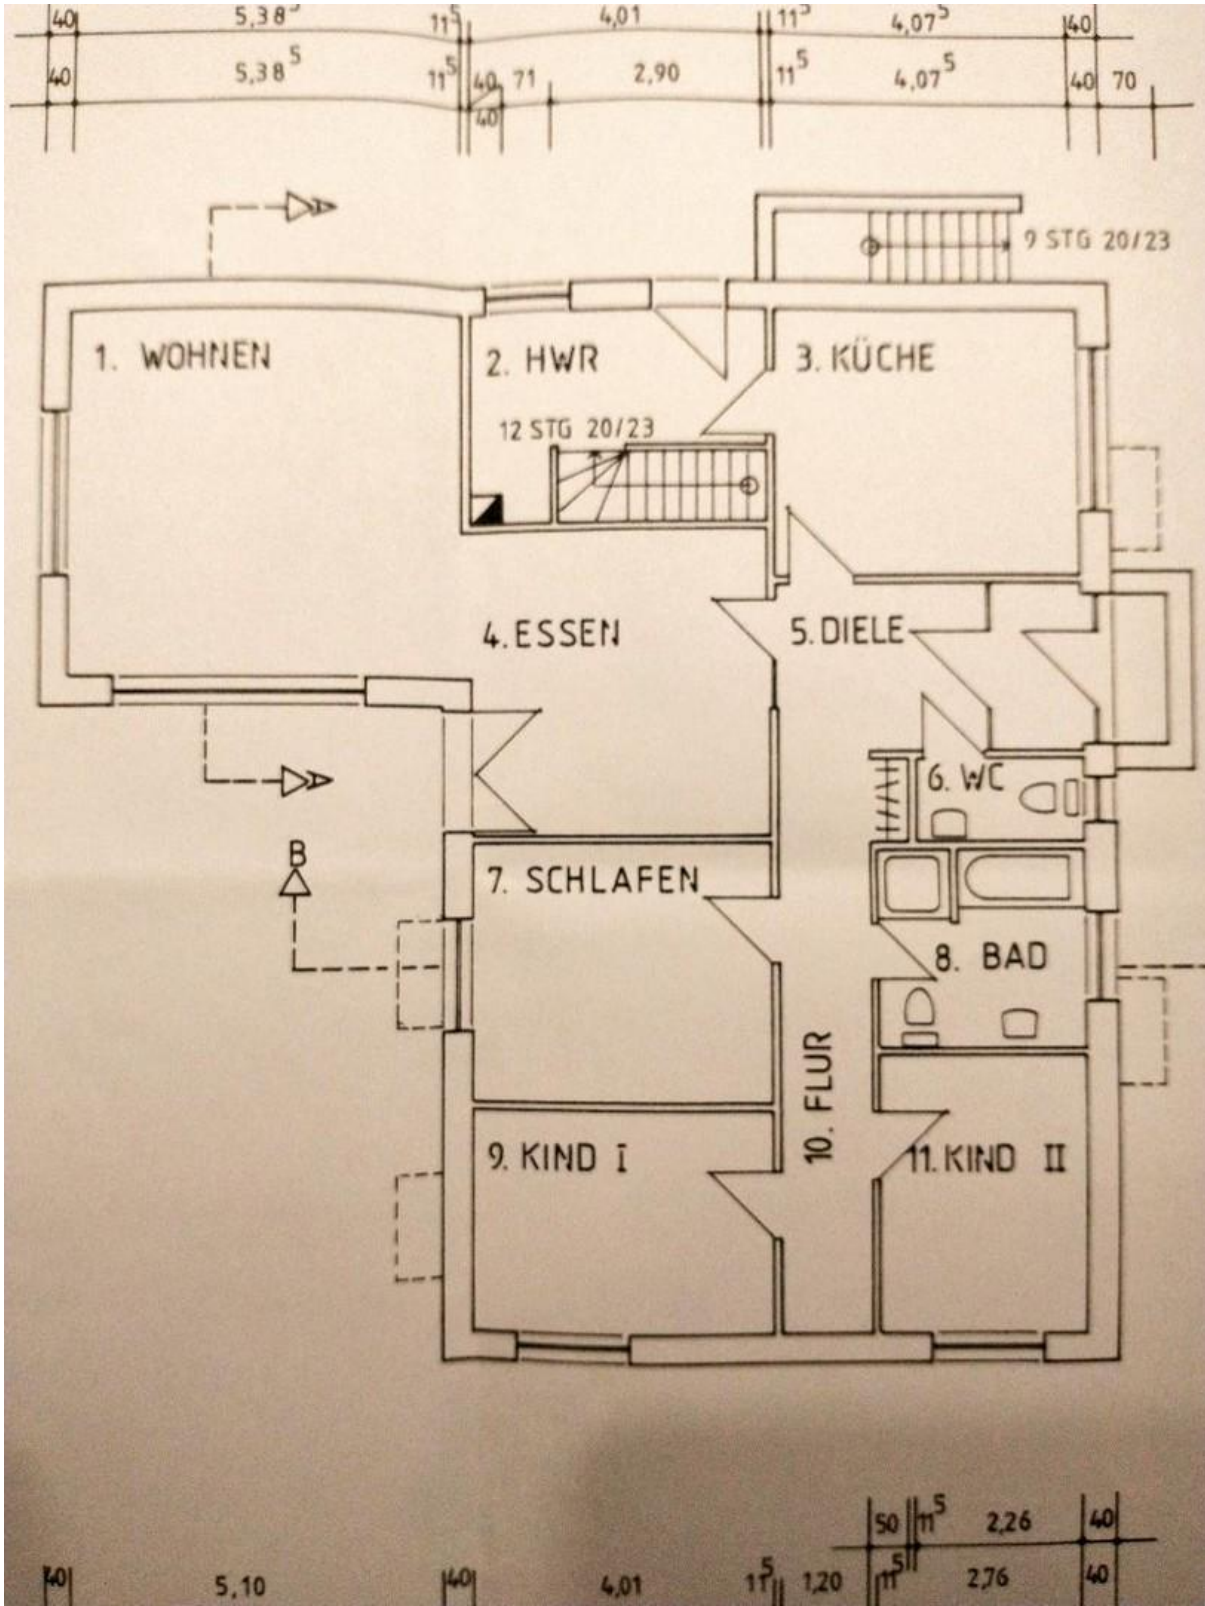 40 5,38⁵ 11⁵ 4,01 11⁵ 4,07⁵ 40
40 5,38⁵ 11⁵ 40 71 2,90 11⁵ 4,07⁵ 40 70
40
9 STG 20/23
1. WOHNEN
2. HWR
3. KÜCHE
12 STG 20/23
4. ESSEN
5. DIELE
6. WC
B
7. SCHLAFEN
8. BAD
10. FLUR
9. KIND I
11. KIND II
50 11⁵ 2,26 40
40 5,10 40 4,01 11⁵ 1,20 11⁵ 2,76 40